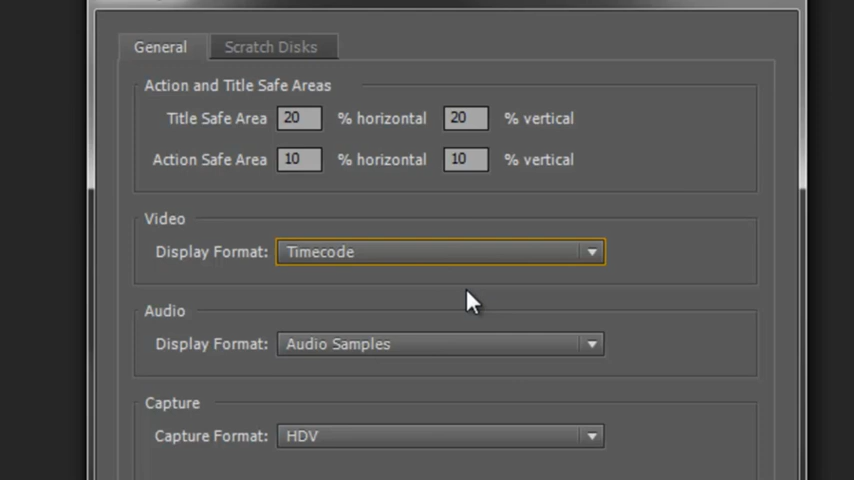 General Scratch Disks
Action and Title Safe Areas
Title Safe Area 20 % horizontal 20 % vertical
Action Safe Area 10 % horizontal 10 % vertical
Video
Display Format: Timecode
Audio
Display Format: Audio Samples
Capture
Capture Format: HDV